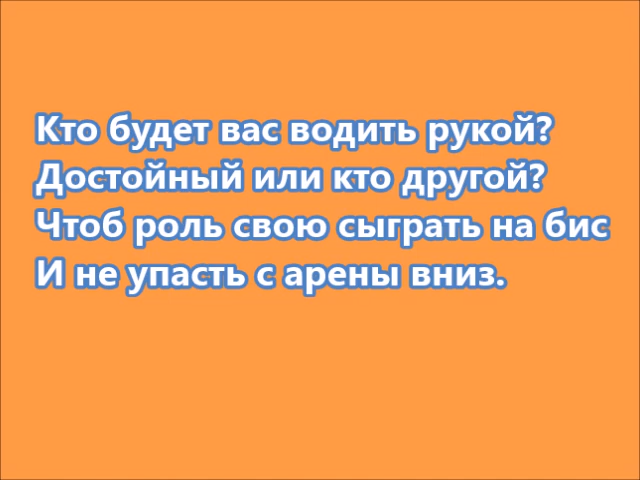 Кто будет вас водить рукой?
Достойный или кто другой?
Чтоб роль свою сыграть на бис
И не упасть с арены вниз.